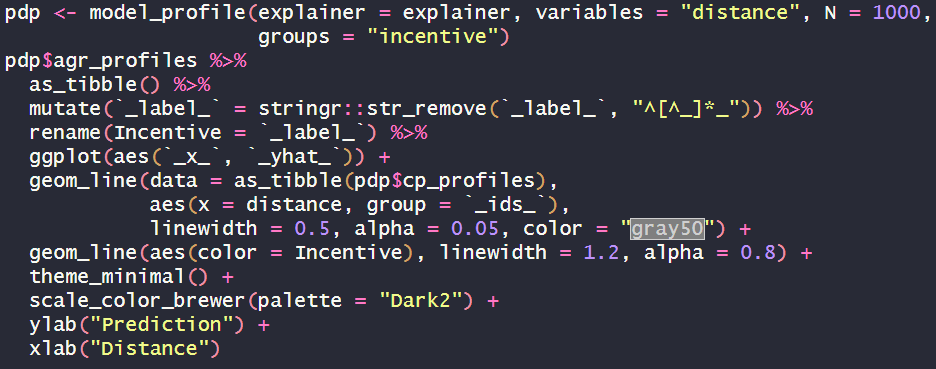 pdp <- model_profile(explainer = explainer, variables = "distance", N = 1000,
                     groups = "incentive")
pdp$agr_profiles %>%
  as_tibble() %>%
  mutate(`_label_` = stringr::str_remove(`_label_`, "^[^_]*_")) %>%
  rename(Incentive = `_label_`) %>%
  ggplot(aes(`_x_`, `_yhat_`)) +
  geom_line(data = as_tibble(pdp$cp_profiles),
            aes(x = distance, group = `_ids_`),
            linewidth = 0.5, alpha = 0.05, color = "gray50") +
  geom_line(aes(color = Incentive), linewidth = 1.2, alpha = 0.8) +
  theme_minimal() +
  scale_color_brewer(palette = "Dark2") +
  ylab("Prediction") +
  xlab("Distance")